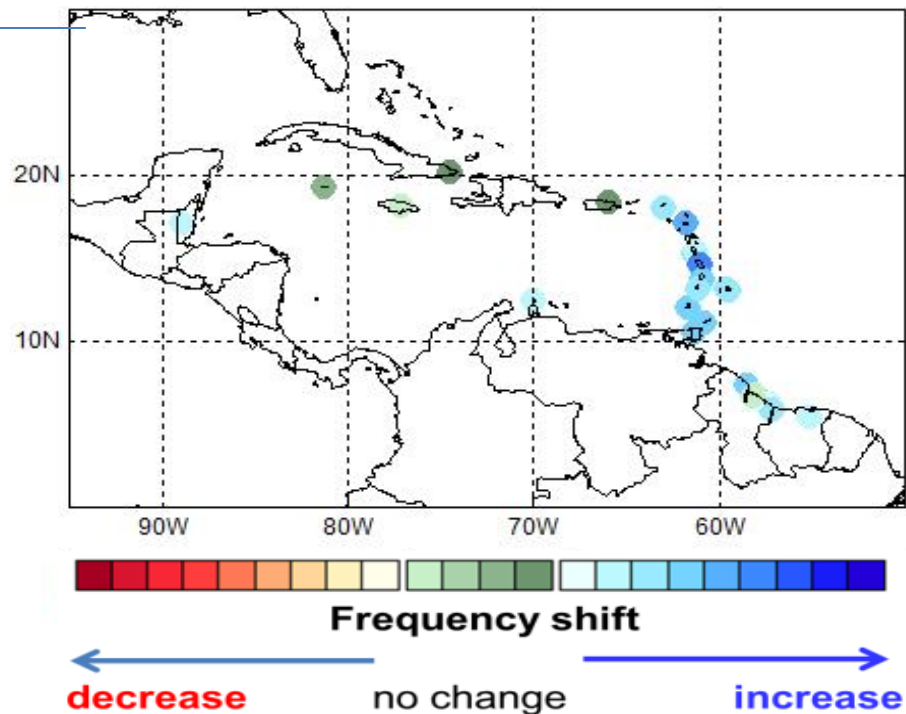 20N
10N
90W 80W 70W 60W
Frequency shift
decrease no change increase